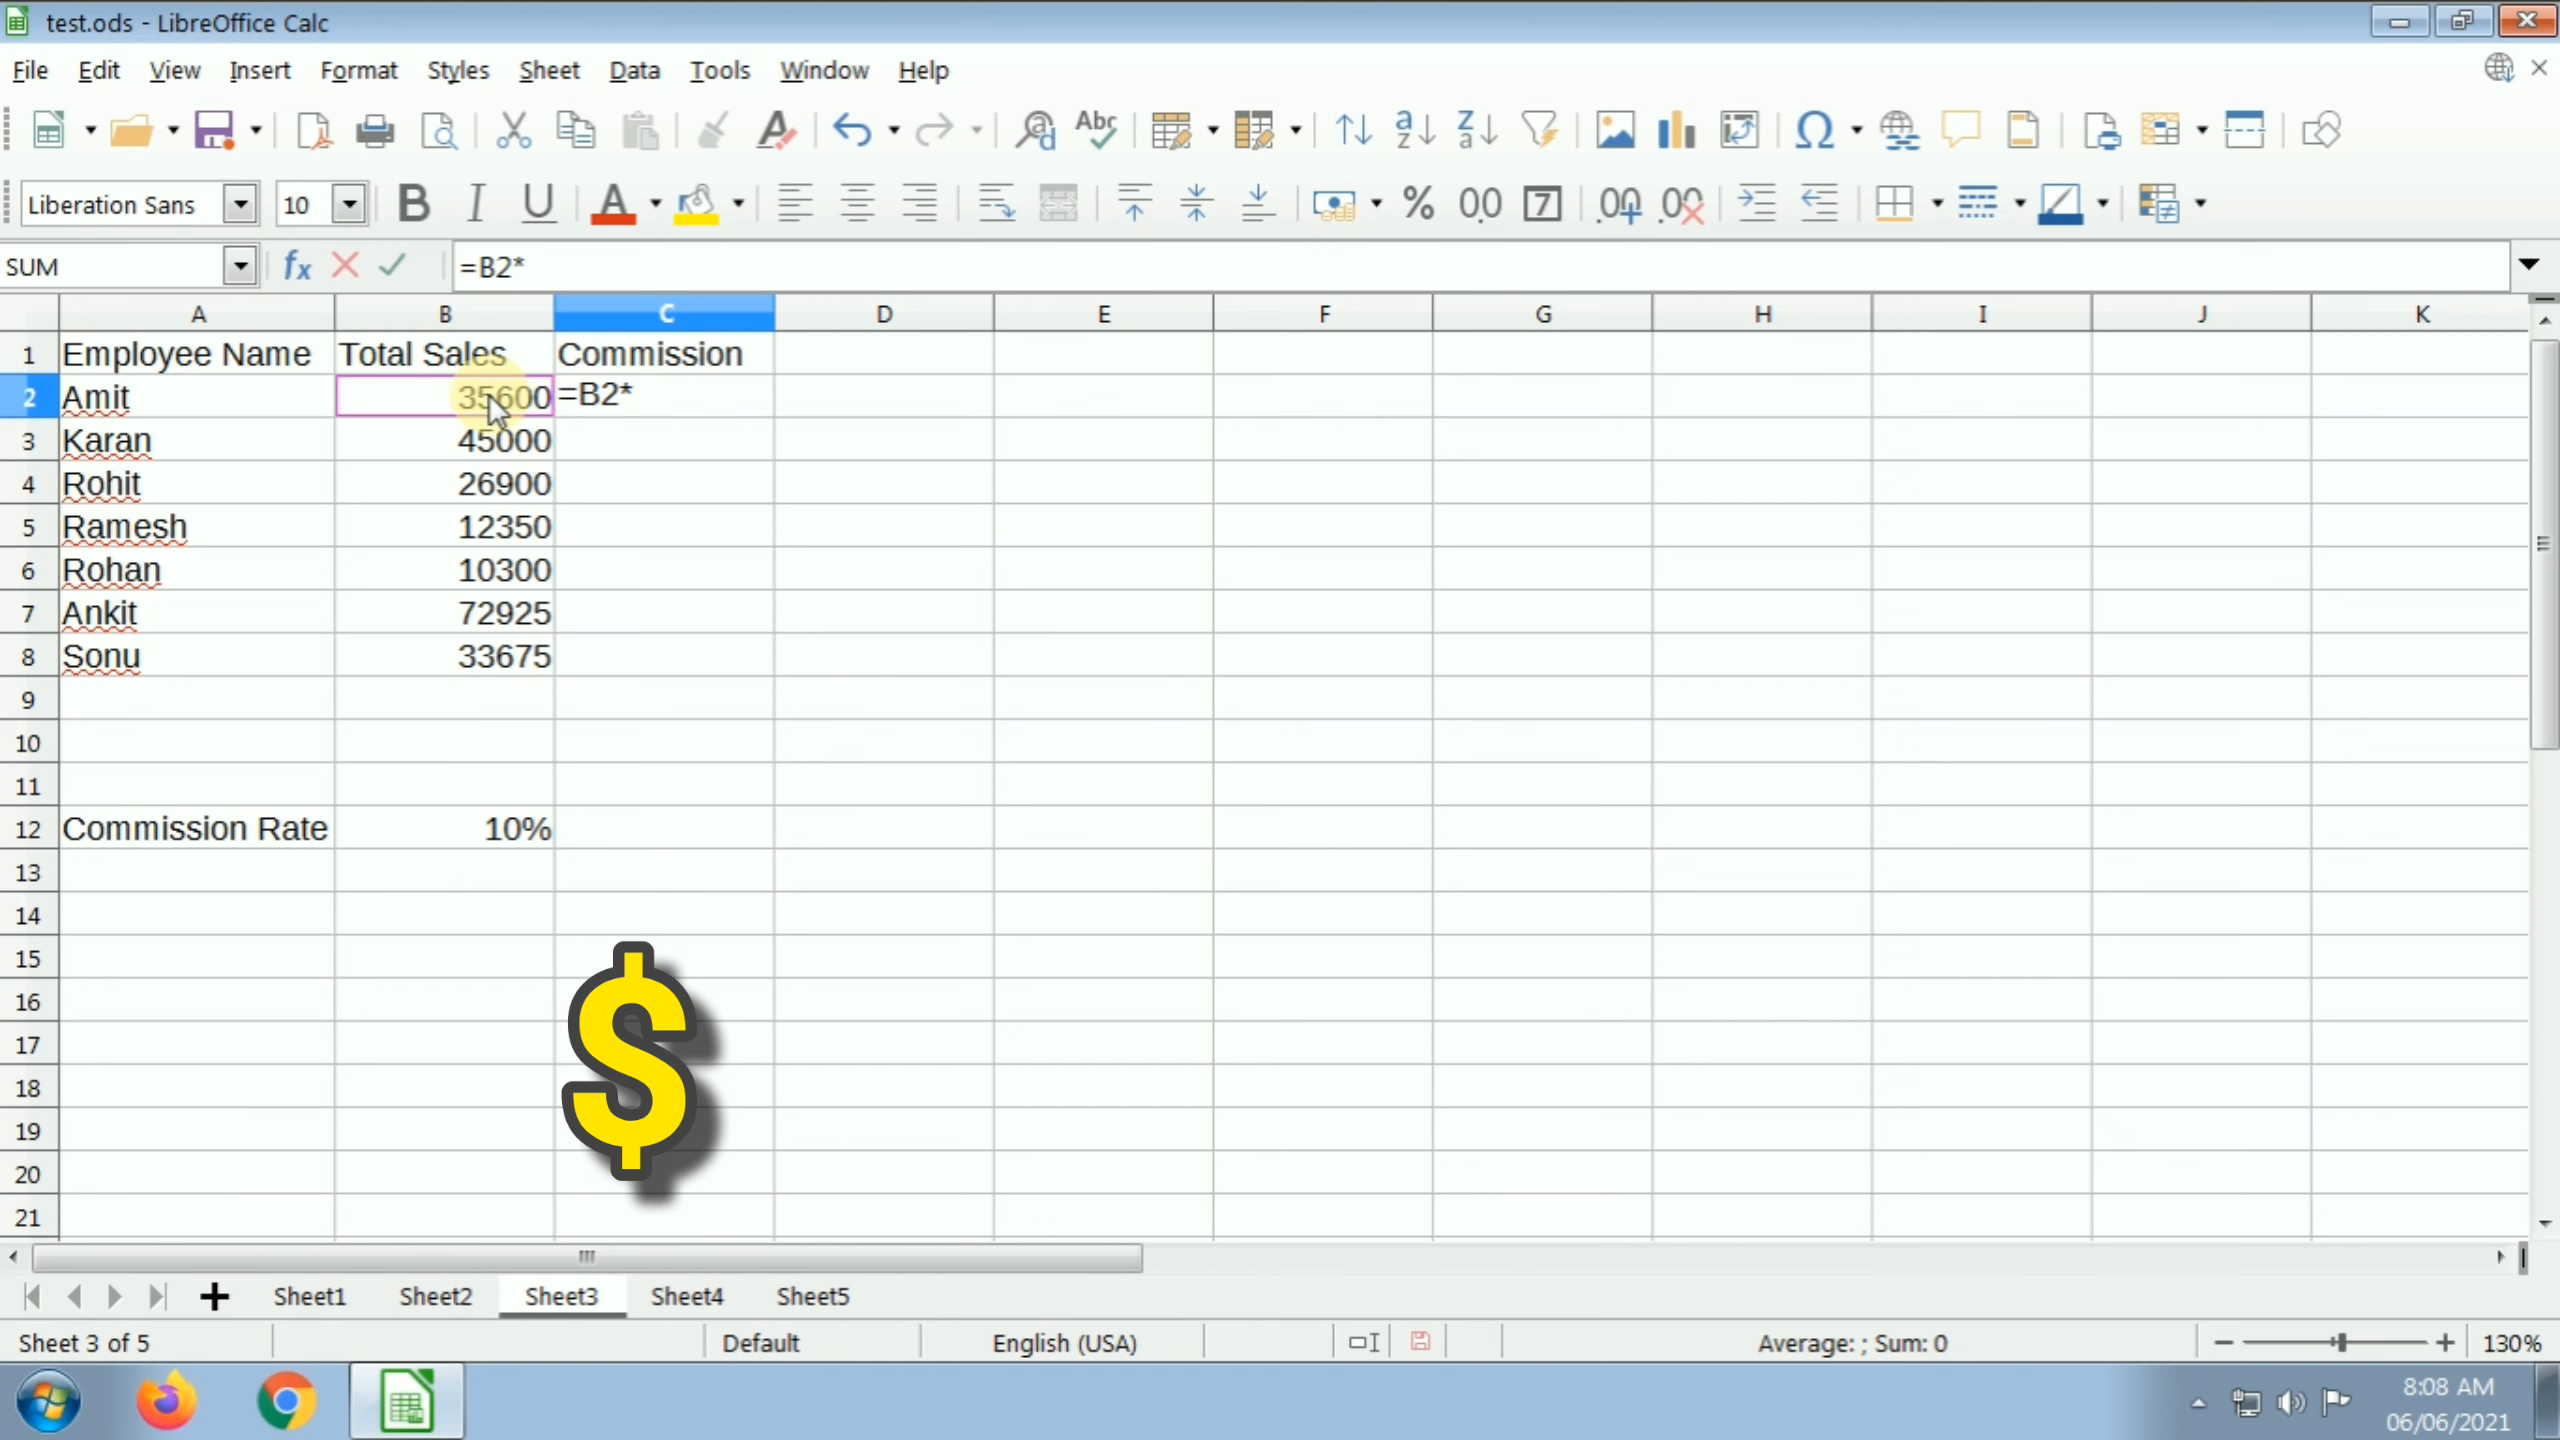 test.ods - LibreOffice Calc
File Edit View Insert Format Styles Sheet Data Tools Window Help
Liberation Sans 10
SUM =B2*
A B C D E F G H I J K
1 Employee Name Total Sales Commission
2 Amit 35600 =B2*
3 Karan 45000
4 Rohit 26900
5 Ramesh 12350
6 Rohan 10300
7 Ankit 72925
8 Sonu 33675
9
10
11
12 Commission Rate 10%
13
14
15
16
17
18
19
20
21
$
Sheet1 Sheet2 Sheet3 Sheet4 Sheet5
Sheet 3 of 5 Default English (USA) Average: ; Sum: 0 130%
8:08 AM
06/06/2021